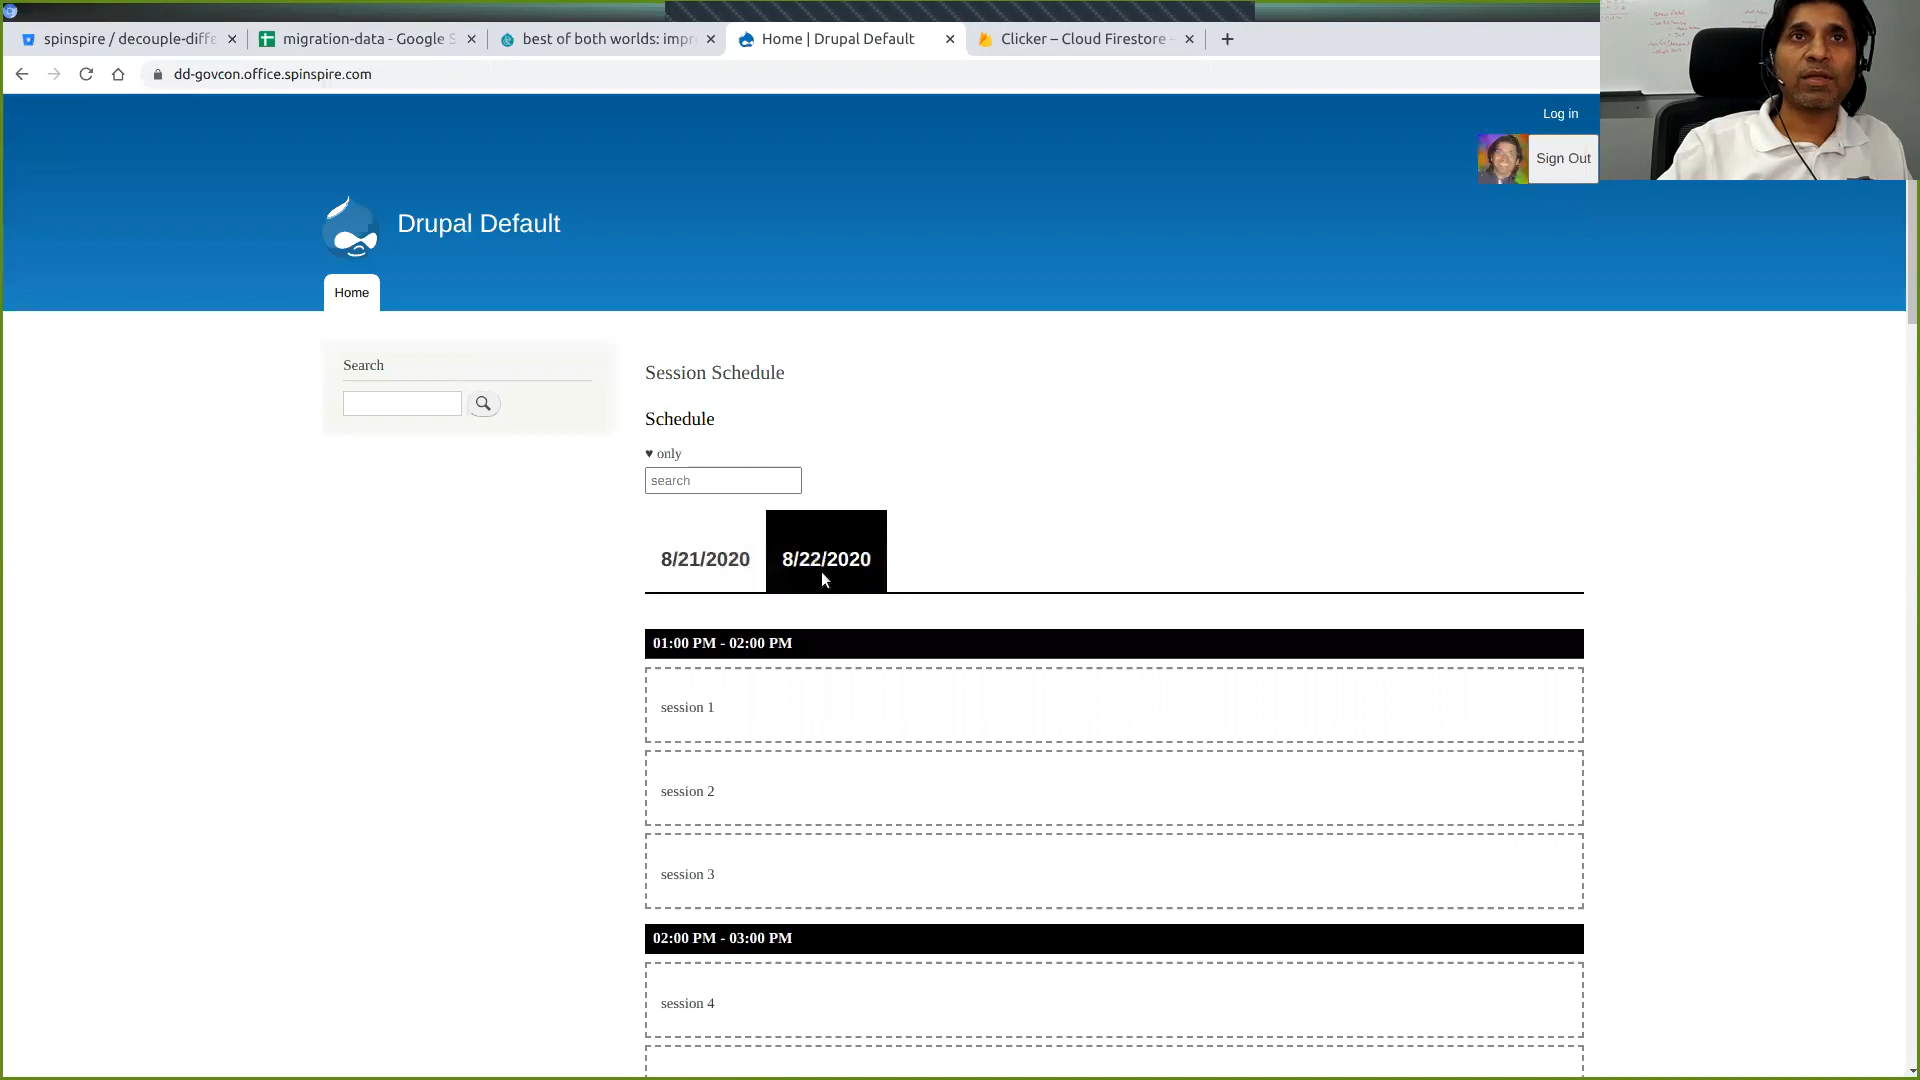 spinspire / decouple-diffe
migration-data - Google S
best of both worlds: impr
Home | Drupal Default
Clicker – Cloud Firestore -
dd-govcon.office.spinspire.com
Log in
Sign Out
Drupal Default
Home
Search
Session Schedule
Schedule
♥ only
search
8/21/2020
8/22/2020
01:00 PM - 02:00 PM
session 1
session 2
session 3
02:00 PM - 03:00 PM
session 4